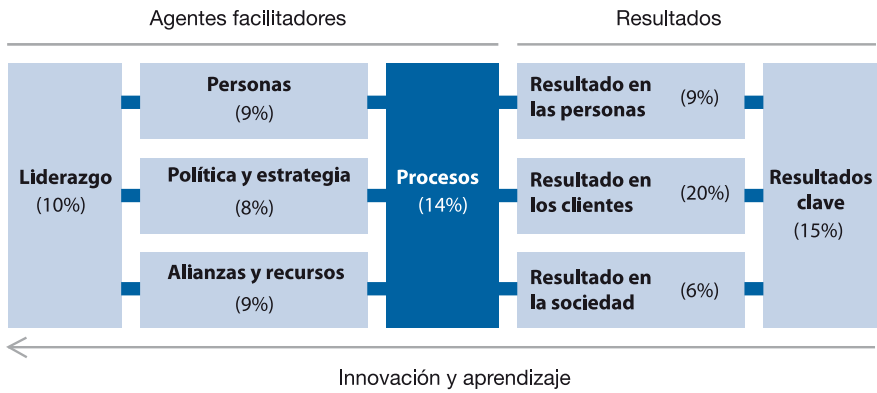 Agentes facilitadores
Resultados
Liderazgo
(10%)
Personas
(9%)
Política y estrategia
(8%)
Alianzas y recursos
(9%)
Procesos
(14%)
Resultado en
las personas
(9%)
Resultado en
los clientes
(20%)
Resultado en
la sociedad
(6%)
Resultados
clave
(15%)
Innovación y aprendizaje